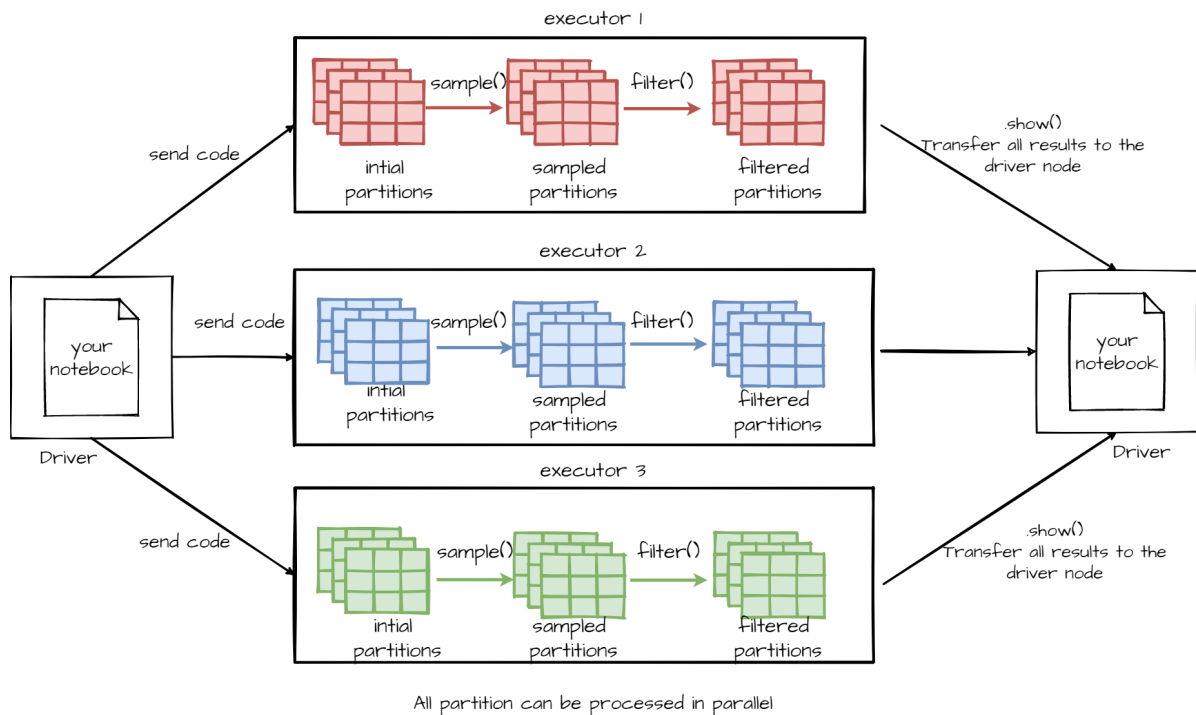 executor 1
sample()
filter()
intial
partitions
sampled
partitions
filtered
partitions
send code
.show()
Transfer all results to the
driver node
executor 2
sample()
filter()
intial
partitions
sampled
partitions
filtered
partitions
send code
your
notebook
Driver
your
notebook
Driver
executor 3
sample()
filter()
intial
partitions
sampled
partitions
filtered
partitions
send code
.show()
Transfer all results to the
driver node
All partition can be processed in parallel